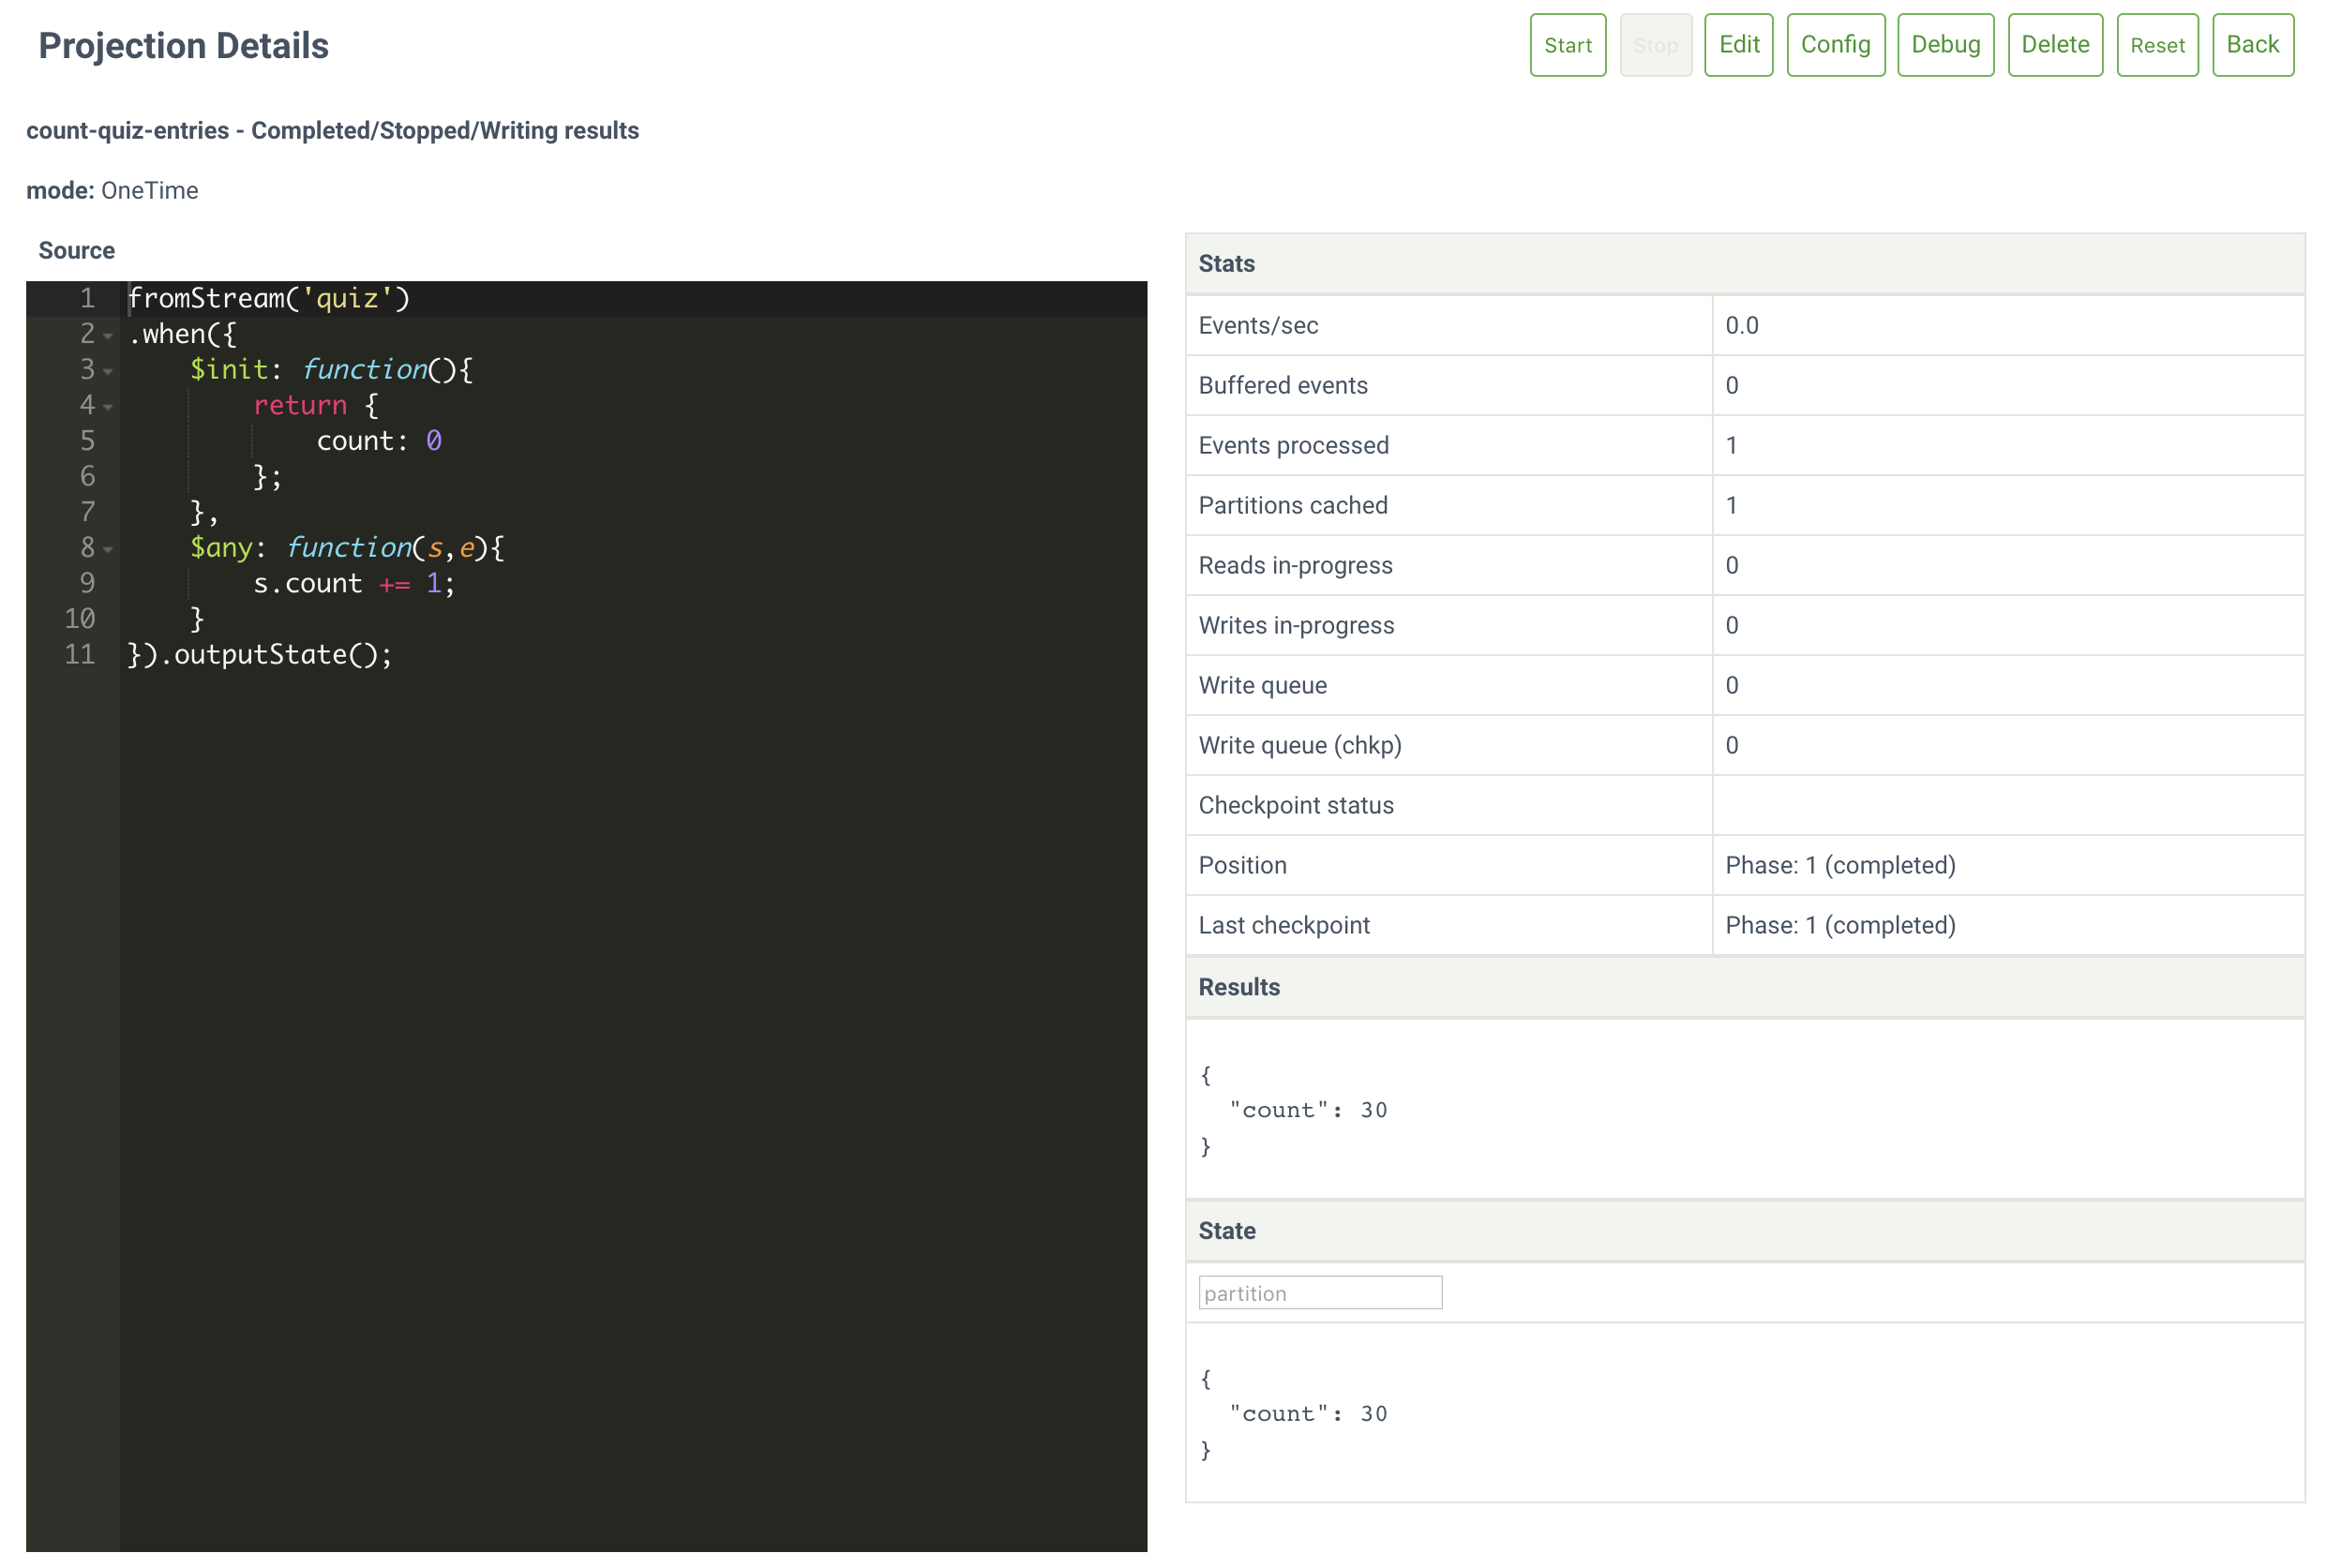 Projection Details
Start Stop Edit Config Debug Delete Reset Back
count-quiz-entries - Completed/Stopped/Writing results
mode: OneTime
Source
1 fromStream('quiz')
2 .when({
3     $init: function(){
4         return {
5             count: 0
6         };
7     },
8     $any: function(s,e){
9         s.count += 1;
10     }
11 }).outputState();
Stats
Events/sec 0.0
Buffered events 0
Events processed 1
Partitions cached 1
Reads in-progress 0
Writes in-progress 0
Write queue 0
Write queue (chkp) 0
Checkpoint status
Position Phase: 1 (completed)
Last checkpoint Phase: 1 (completed)
Results
{
  "count": 30
}
State
partition
{
  "count": 30
}